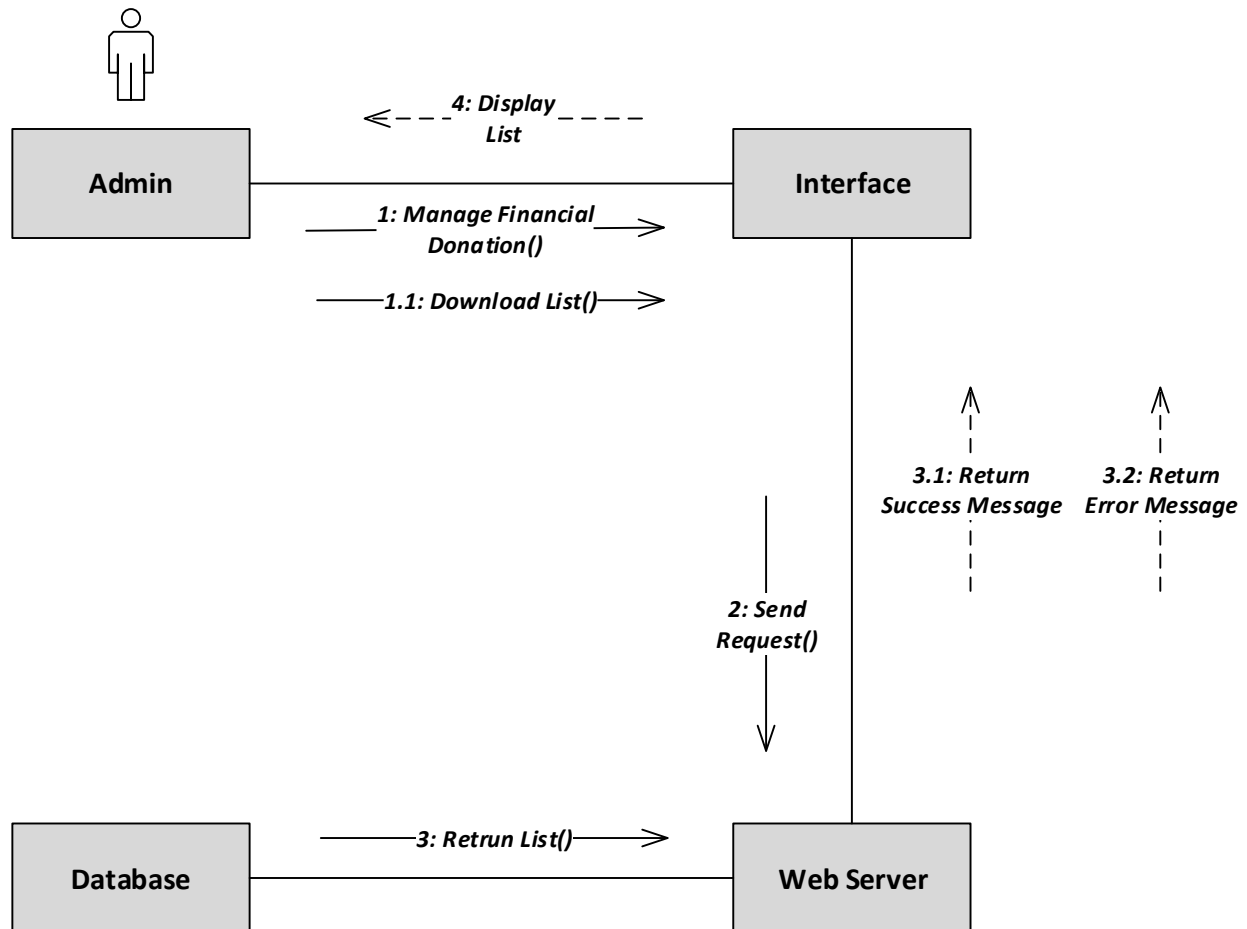 4: Display
List
Admin
Interface
1: Manage Financial
Donation()
1.1: Download List()
3.1: Return
Success Message
3.2: Return
Error Message
2: Send
Request()
3: Retrun List()
Database
Web Server